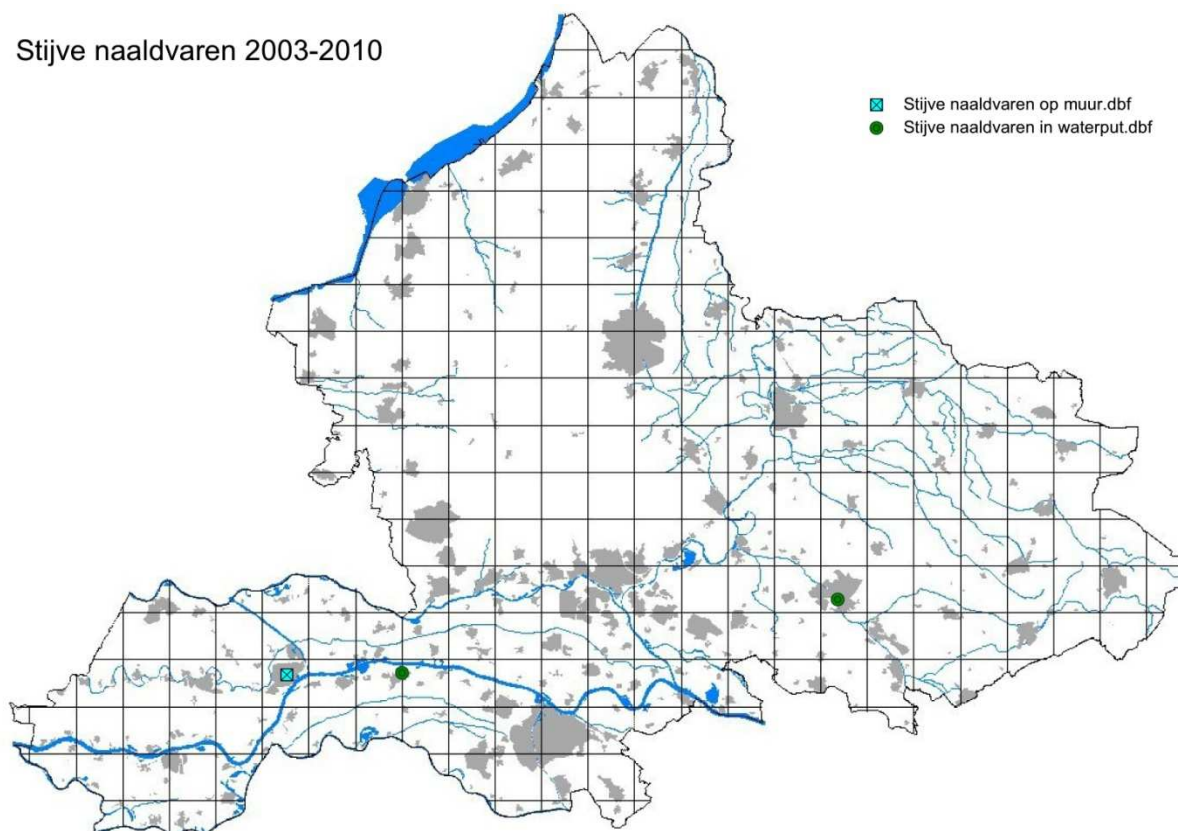 Stijve naaldvaren 2003-2010
Stijve naaldvaren op muur.dbf
Stijve naaldvaren in waterput.dbf